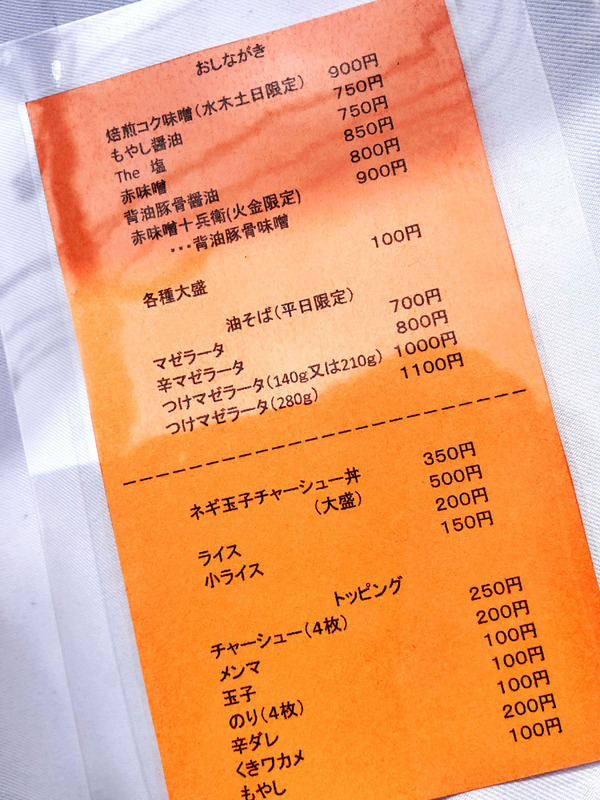 おしながき
焙煎コク味噌(水木土日限定) 900円
もやし醤油 750円
The 塩 750円
赤味噌 850円
背油豚骨醤油 800円
赤味噌十兵衛(火金限定) 900円
…背油豚骨味噌
各種大盛 100円
油そば(平日限定)
マゼラータ 700円
辛マゼラータ 800円
つけマゼラータ(140g又は210g) 1000円
つけマゼラータ(280g) 1100円
ネギ玉子チャーシュー丼 350円
(大盛) 500円
ライス 200円
小ライス 150円
トッピング
チャーシュー(4枚) 250円
メンマ 200円
玉子 100円
のり(4枚) 100円
辛ダレ 100円
くきワカメ 200円
もやし 100円